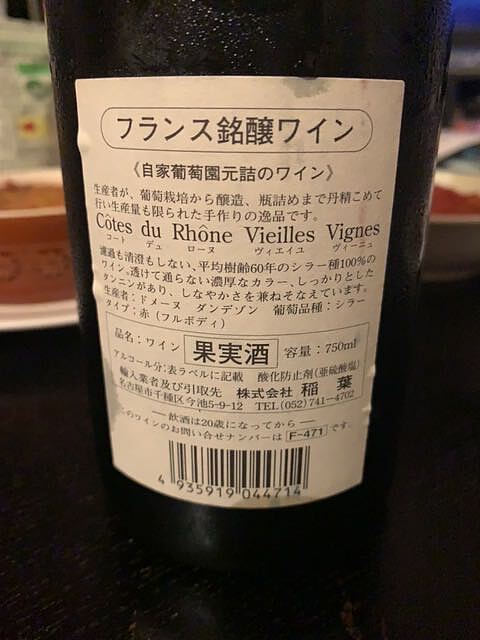 フランス銘醸ワイン
《自家葡萄園元詰のワイン》
生産者が、葡萄栽培から醸造、瓶詰めまで丹精こめて
行い生産量も限られた手作りの逸品です。
Côtes du Rhône Vieilles Vignes
コート デュ ローヌ ヴィエイユ ヴィーニュ
濾過も清澄もしない、平均樹齢60年のシラー種100%の
ワイン。透けて通らない濃厚なカラー、しっかりとした
タンニンがあり、しなやかさを兼ねそなえています。
生産者：ドメーヌ ダンデゾン 葡萄品種：シラー
タイプ：赤（フルボディ）
品名：ワイン 果実酒 容量：750ml
アルコール分：表ラベルに記載 酸化防止剤（亜硫酸塩）
輸入業者及び引取先 株式会社 稲葉
名古屋市千種区今池5-9-12 TEL(052)741-4702
― 飲酒は20歳になってから ―
このワインのお問い合せナンバーは F-471 です。
4 935919 044714